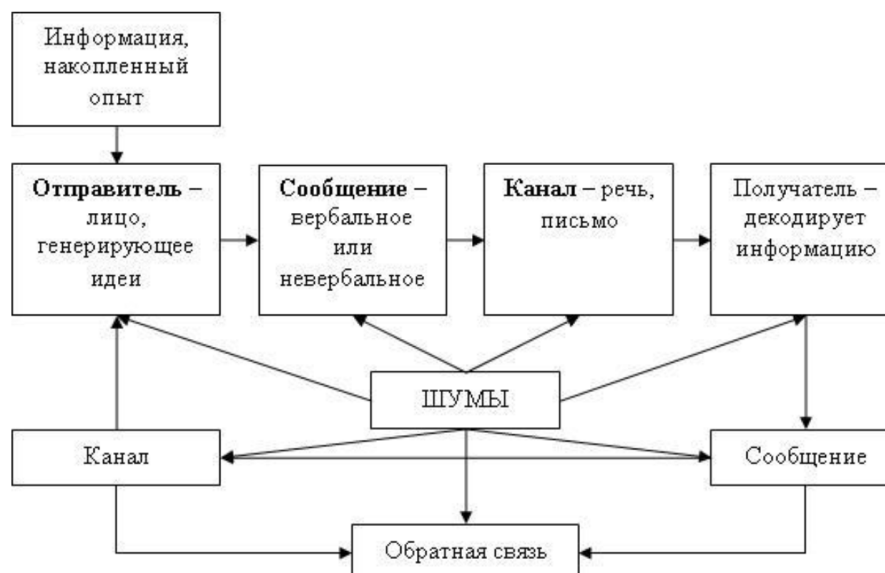 Информация,
накопленный
опыт
Отправитель –
лицо,
генерирующее
идеи
Сообщение –
вербальное
или
невербальное
Канал – речь,
письмо
Получатель –
декодирует
информацию
ШУМЫ
Канал
Сообщение
Обратная связь